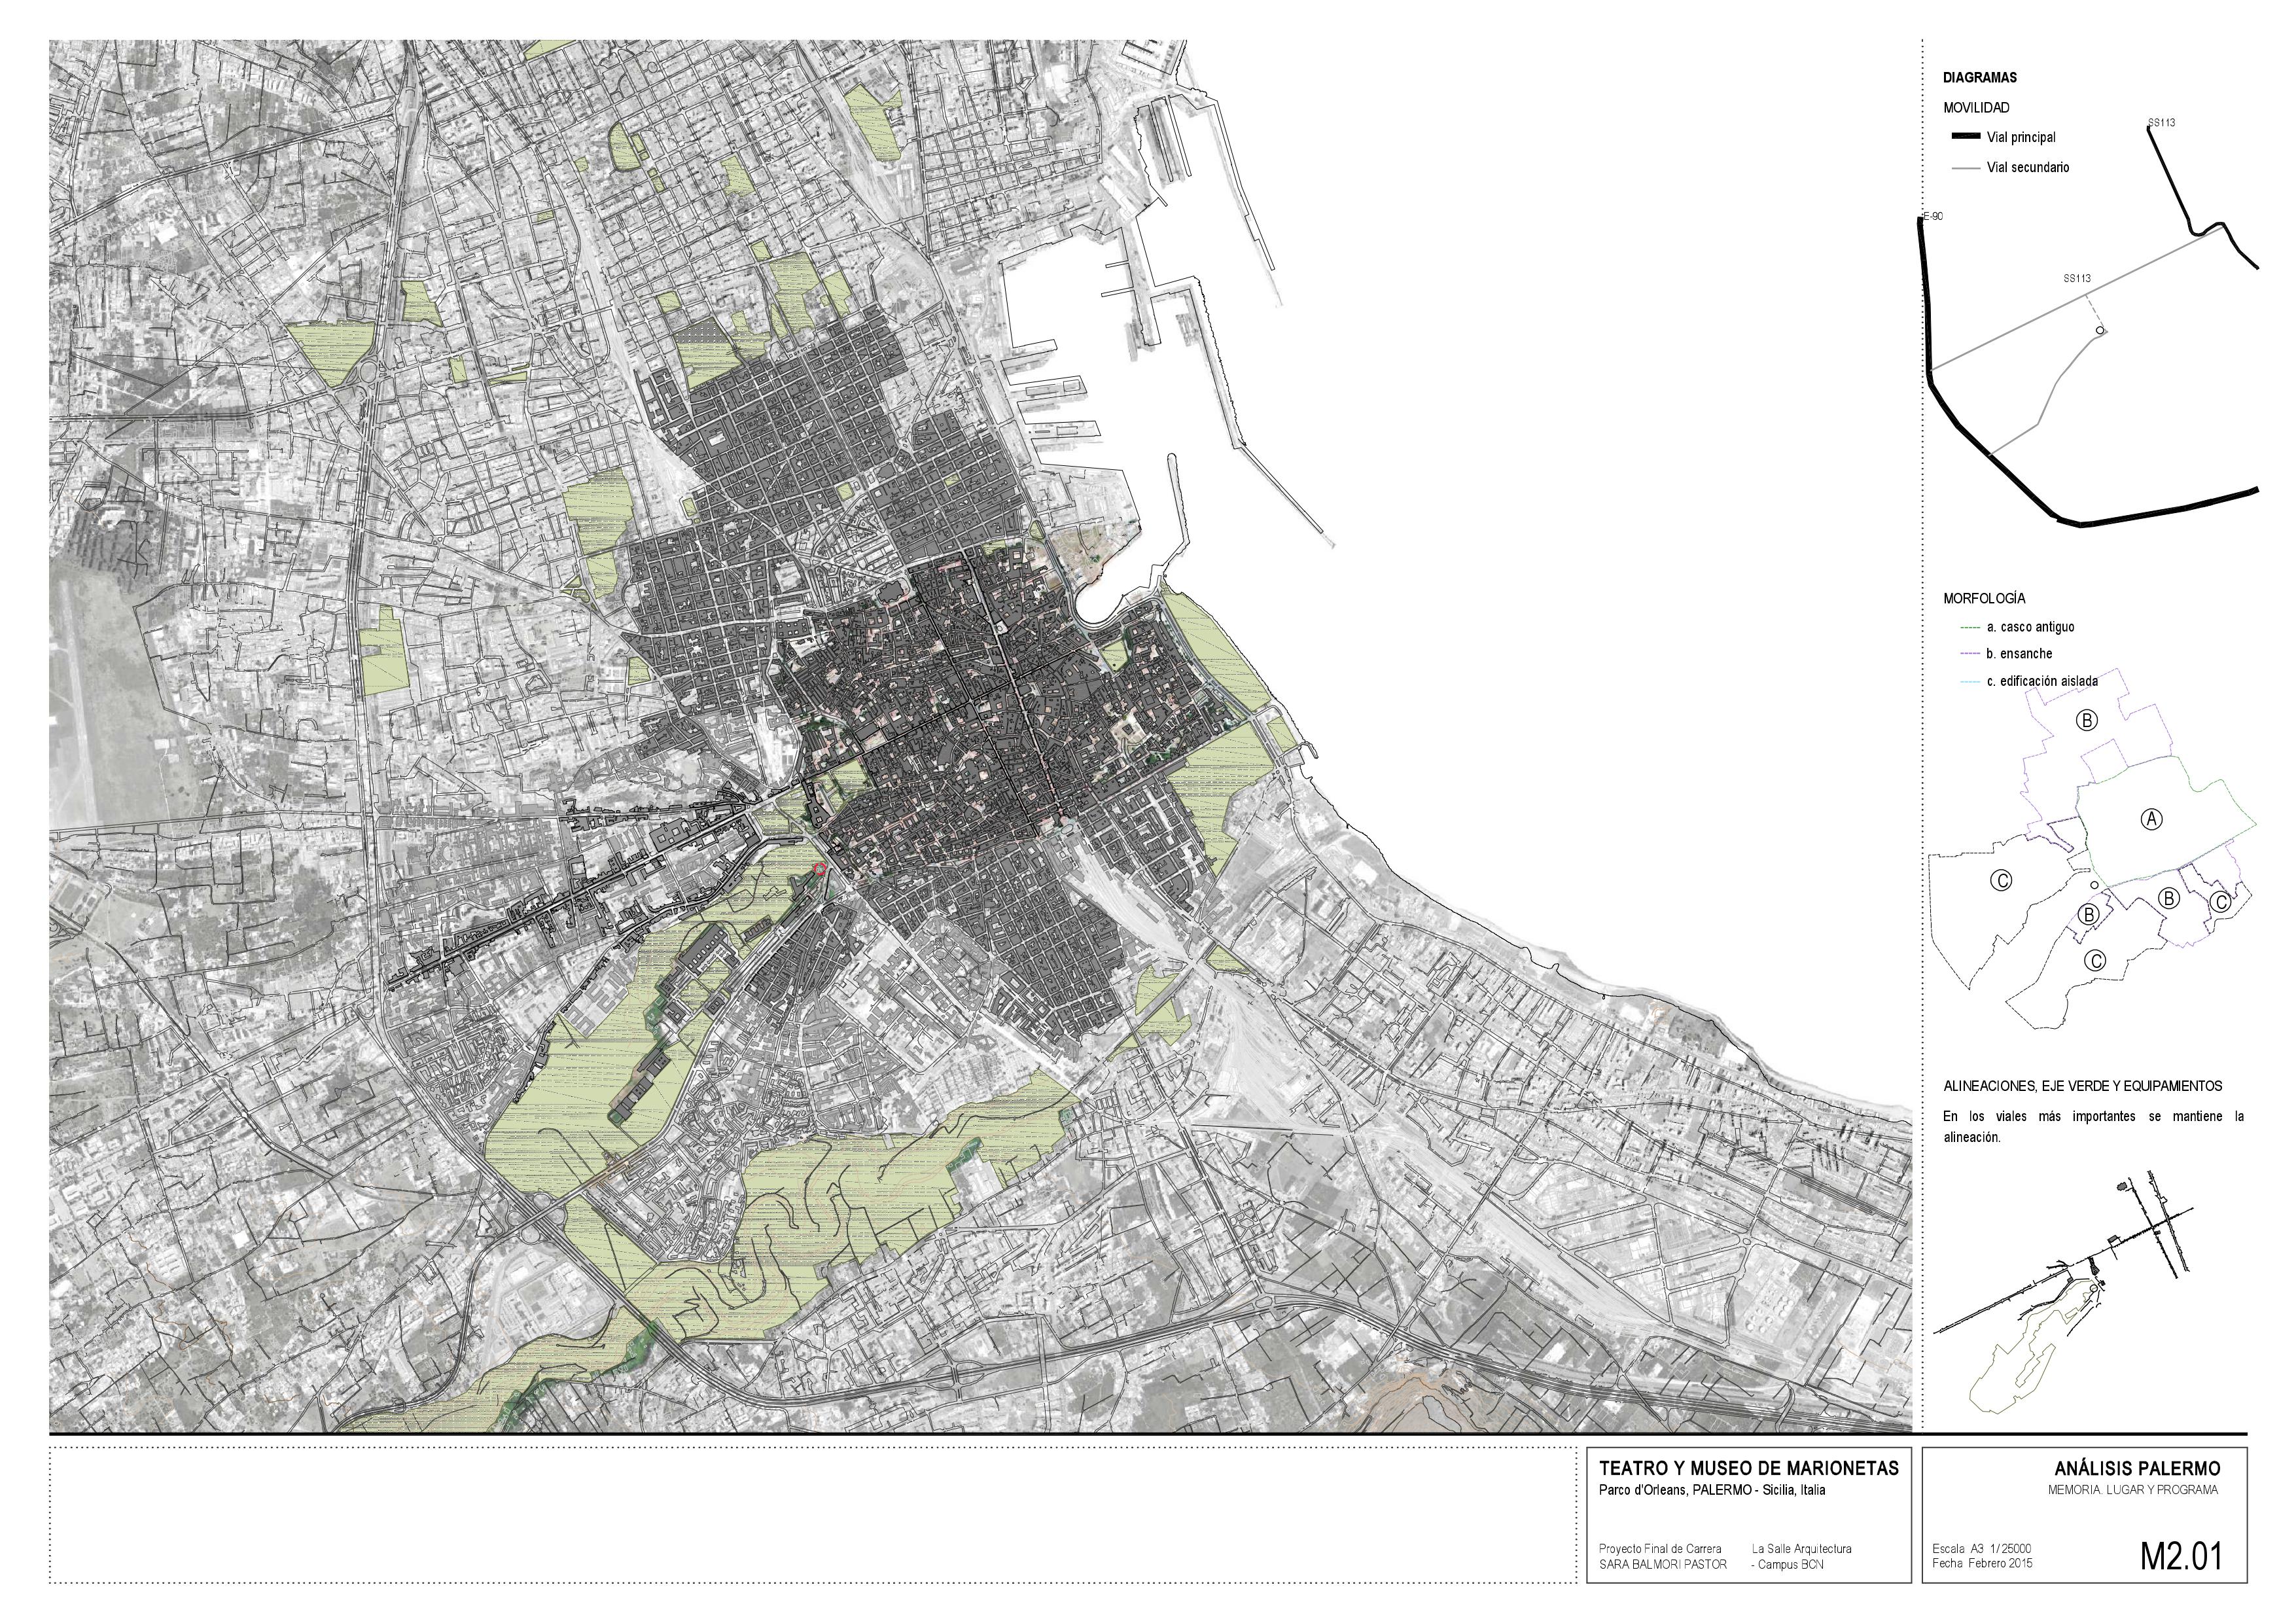 DIAGRAMAS
MOVILIDAD
Vial principal
Vial secundario
SS113
E-90
SS113
MORFOLOGÍA
a. casco antiguo
b. ensanche
c. edificación aislada
B
A
C
B
B
C
C
ALINEACIONES, EJE VERDE Y EQUIPAMIENTOS
En los viales más importantes se mantiene la
alineación.
TEATRO Y MUSEO DE MARIONETAS
Parco d'Orleans, PALERMO - Sicilia, Italia
Proyecto Final de Carrera La Salle Arquitectura
SARA BALMORI PASTOR - Campus BCN
ANÁLISIS PALERMO
MEMORIA. LUGAR Y PROGRAMA
Escala A3 1/25000
Fecha Febrero 2015
M2.01